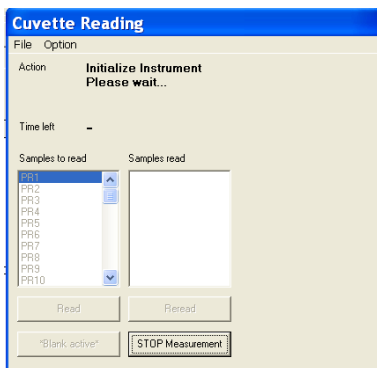 Cuvette Reading
File Option
Action Initialize Instrument
Please wait...
Time left -
Samples to read Samples read
PR1
PR2
PR3
PR4
PR5
PR6
PR7
PR8
PR9
PR10
Read Reread
*Blank active* STOP Measurement